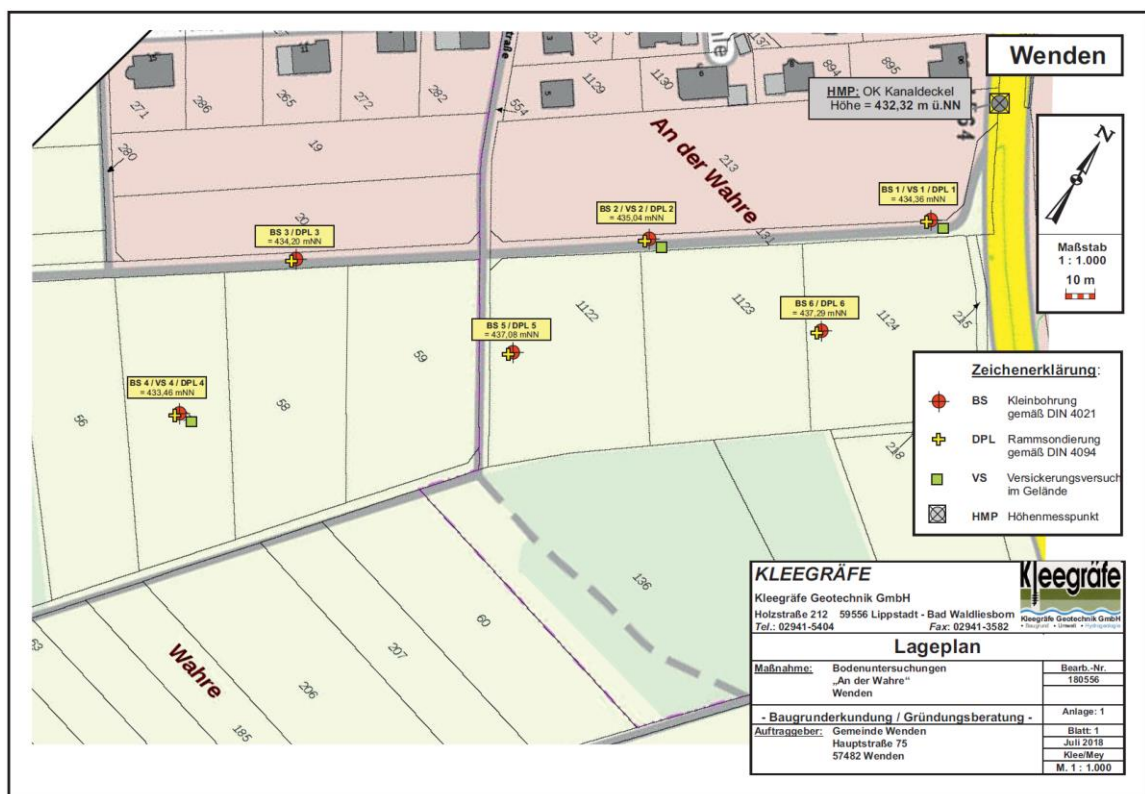 Wenden
HMP: OK Kanaldeckel
Höhe = 432,32 m ü.NN
271
286
265
272
282
554
1129
1130
137
894
895
280
19
20
213
131
An der Wahre
BS 1 / VS 1 / DPL 1
= 434,36 mNN
BS 2 / VS 2 / DPL 2
= 435,04 mNN
BS 3 / DPL 3
= 434,20 mNN
N
Maßstab
1 : 1.000
10 m
1122
1123
1124
215
BS 6 / DPL 6
= 437,29 mNN
BS 5 / DPL 5
= 437,08 mNN
59
BS 4 / VS 4 / DPL 4
= 433,46 mNN
56
58
218
Zeichenerklärung:
BS Kleinbohrung
gemäß DIN 4021
DPL Rammsondierung
gemäß DIN 4094
VS Versickerungsversuch
im Gelände
HMP Höhenmesspunkt
136
60
207
206
185
Wahre
KLEEGRÄFE
Kleegräfe Geotechnik GmbH
Holzstraße 212 59556 Lippstadt - Bad Waldliesborn
Tel.: 02941-5404 Fax: 02941-3582
Kleegräfe
Kleegräfe Geotechnik GmbH
• Baugrund • Umwelt • Hydrogeologie
Lageplan
Maßnahme: Bodenuntersuchungen
„An der Wahre“
Wenden
Bearb.-Nr.
180556
- Baugrunderkundung / Gründungsberatung -
Anlage: 1
Auftraggeber: Gemeinde Wenden
Hauptstraße 75
57482 Wenden
Blatt: 1
Juli 2018
Klee/Mey
M. 1 : 1.000